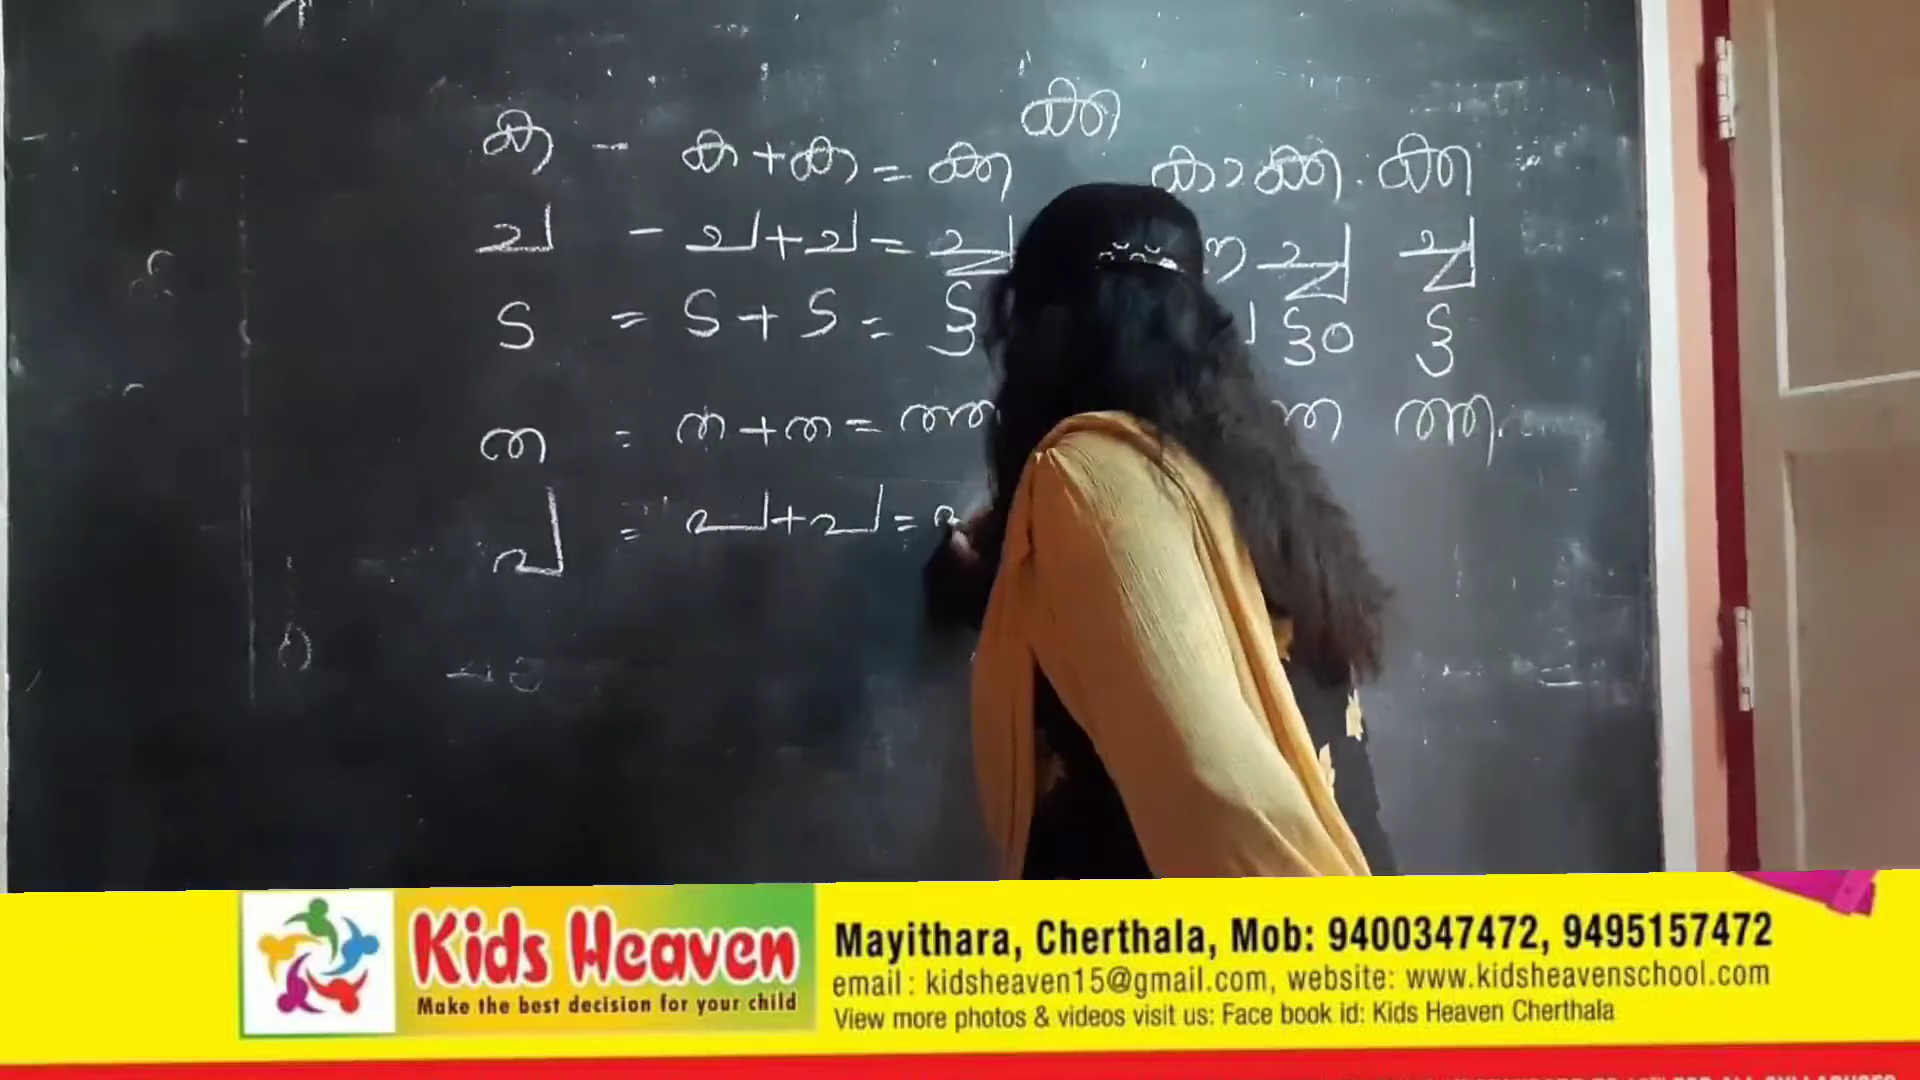 ക്ക
ക - ക + ക = ക്ക കാക്ക . ക്ക
ച - ച + ച = ച്ച ച്ച ച്ച
ട = ട + ട = ട്ട ട്ടം ട്ട
ത = ത + ത = ത്ത ത്ത
പ = പ + പ =
Kids Heaven
Make the best decision for your child
Mayithara, Cherthala, Mob: 9400347472, 9495157472
email : kidsheaven15@gmail.com, website: www.kidsheavenschool.com
View more photos & videos visit us: Face book id: Kids Heaven Cherthala